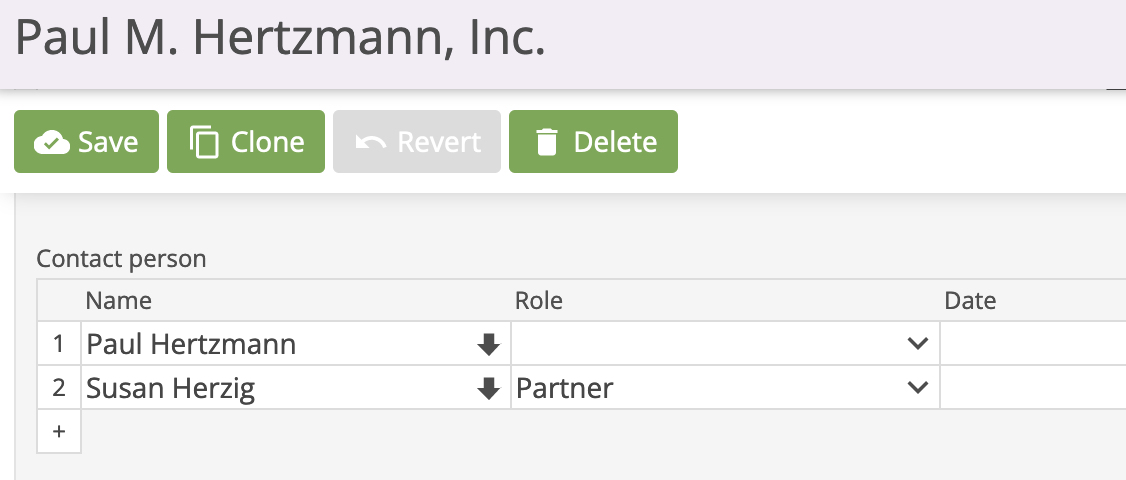 Paul M. Hertzmann, Inc.
Save Clone Revert Delete
Contact person
Name Role Date
1 Paul Hertzmann
2 Susan Herzig Partner
+